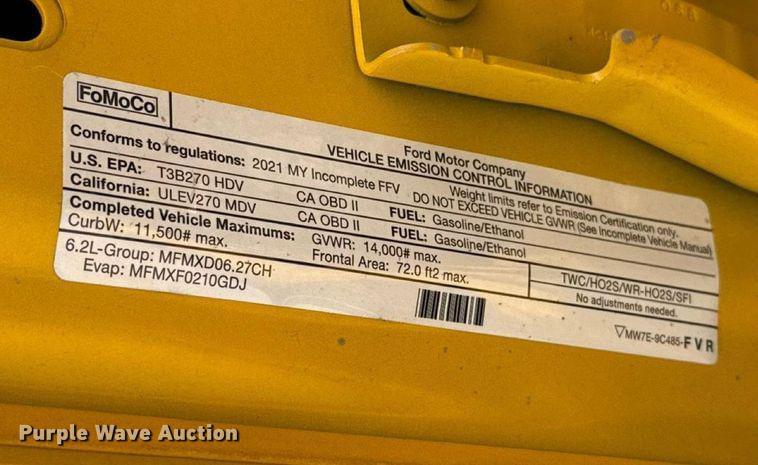 FoMoCo
Ford Motor Company
VEHICLE EMISSION CONTROL INFORMATION
Conforms to regulations: 2021 MY Incomplete FFV
Weight limits refer to Emission Certification only.
DO NOT EXCEED VEHICLE GVWR (See Incomplete Vehicle Manual)
U.S. EPA: T3B270 HDV CA OBD II FUEL: Gasoline/Ethanol
California: ULEV270 MDV CA OBD II FUEL: Gasoline/Ethanol
Completed Vehicle Maximums: GVWR: 14,000# max.
CurbW: 11,500# max. Frontal Area: 72.0 ft2 max.
6.2L-Group: MFMXD06.27CH
Evap: MFMXF0210GDJ
TWC/HO2S/WR-HO2S/SFI
No adjustments needed.
MW7E-9C485-FVR
Purple Wave Auction